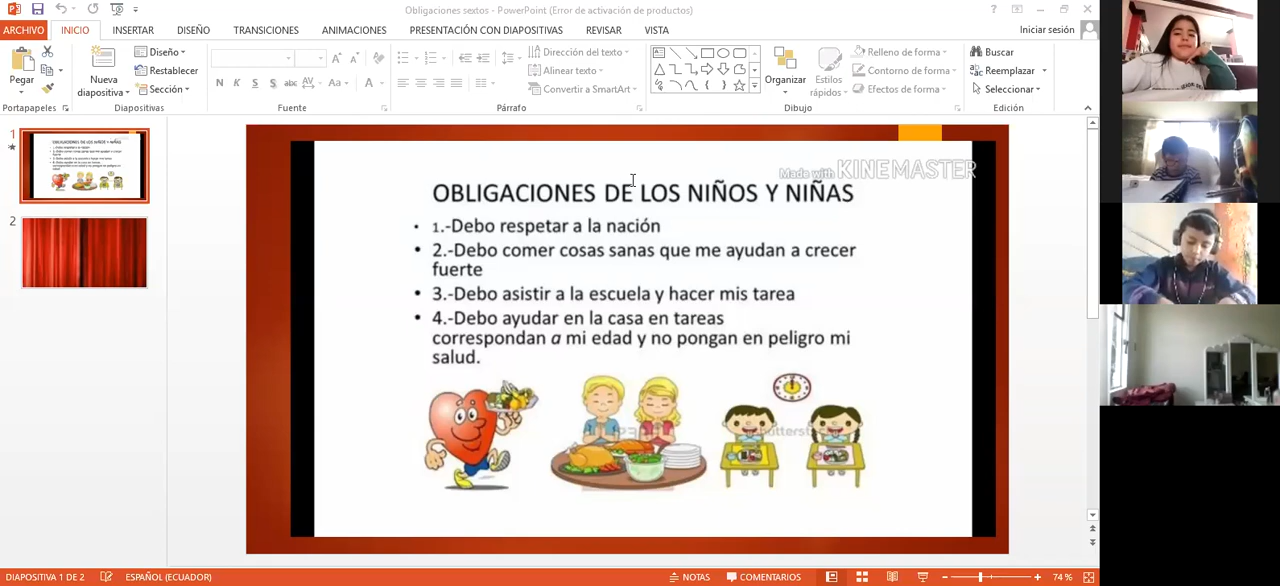 Obligaciones sextos - PowerPoint (Error de activación de productos)
ARCHIVO INICIO INSERTAR DISEÑO TRANSICIONES ANIMACIONES PRESENTACIÓN CON DIAPOSITIVAS REVISAR VISTA Iniciar sesión
Pegar
Nueva diapositiva
Diseño
Restablecer
Sección
N K S S abc AV Aa A
Dirección del texto
Alinear texto
Convertir a SmartArt
Organizar
Estilos rápidos
Relleno de forma
Contorno de forma
Efectos de forma
Buscar
Reemplazar
Seleccionar
Portapapeles Diapositivas Fuente Párrafo Dibujo Edición
1
2
Made with KINEMASTER
OBLIGACIONES DE LOS NIÑOS Y NIÑAS
• 1.-Debo respetar a la nación
• 2.-Debo comer cosas sanas que me ayudan a crecer
fuerte
• 3.-Debo asistir a la escuela y hacer mis tarea
• 4.-Debo ayudar en la casa en tareas
correspondan a mi edad y no pongan en peligro mi
salud.
DIAPOSITIVA 1 DE 2 ESPAÑOL (ECUADOR) NOTAS COMENTARIOS 74 %